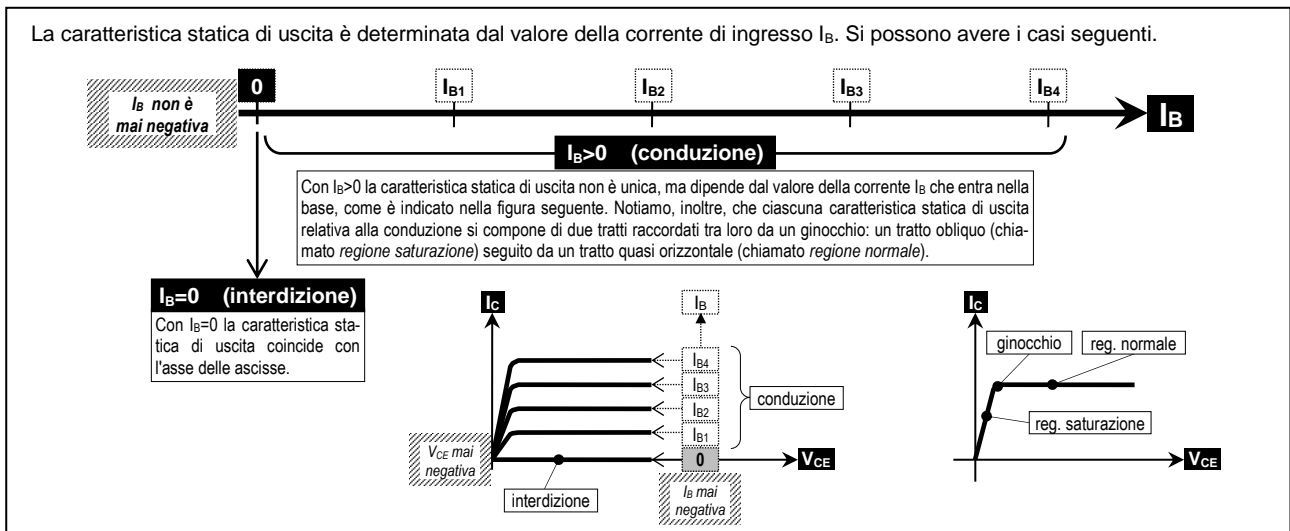 La caratteristica statica di uscita è determinata dal valore della corrente di ingresso IB. Si possono avere i casi seguenti.
IB non è
mai negativa
0
IB1
IB2
IB3
IB4
IB
IB>0 (conduzione)
Con IB>0 la caratteristica statica di uscita non è unica, ma dipende dal valore della corrente IB che entra nella
base, come è indicato nella figura seguente. Notiamo, inoltre, che ciascuna caratteristica statica di uscita
relativa alla conduzione si compone di due tratti raccordati tra loro da un ginocchio: un tratto obliquo (chia-
mato regione saturazione) seguito da un tratto quasi orizzontale (chiamato regione normale).
IB=0 (interdizione)
Con IB=0 la caratteristica sta-
tica di uscita coincide con
l'asse delle ascisse.
IC
IB
IB4
IB3
IB2
IB1
0
conduzione
VCE mai
negativa
VCE
interdizione
IB mai
negativa
IC
ginocchio
reg. normale
reg. saturazione
VCE